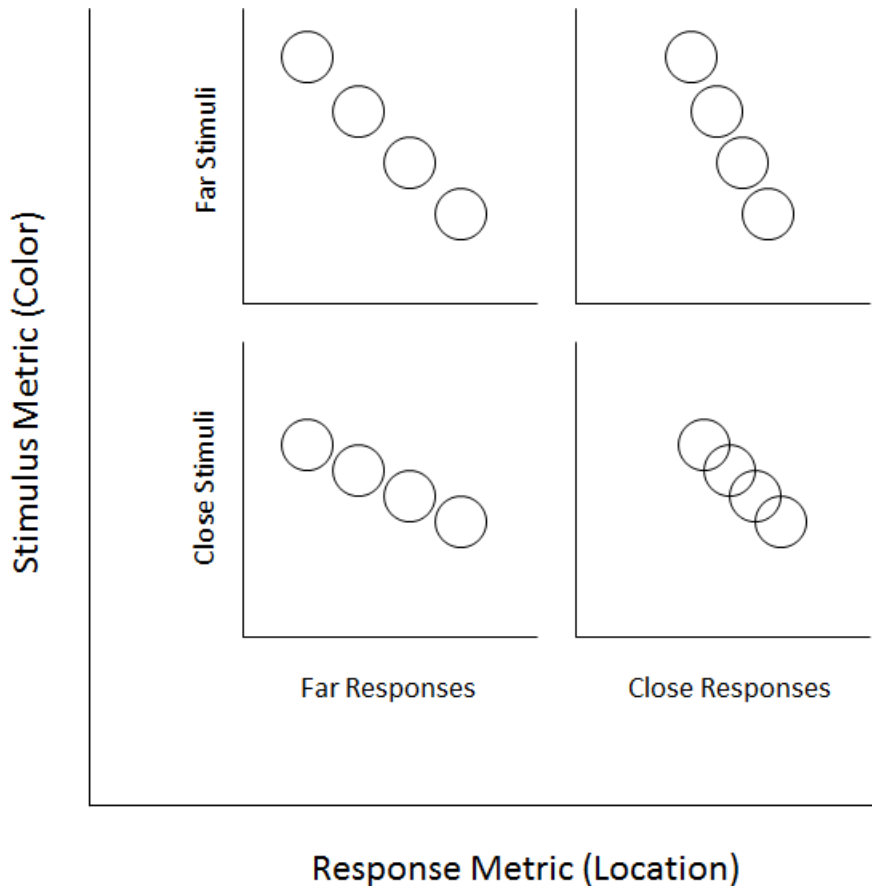 Stimulus Metric (Color)
Far Stimuli
Close Stimuli
Far Responses
Close Responses
Response Metric (Location)